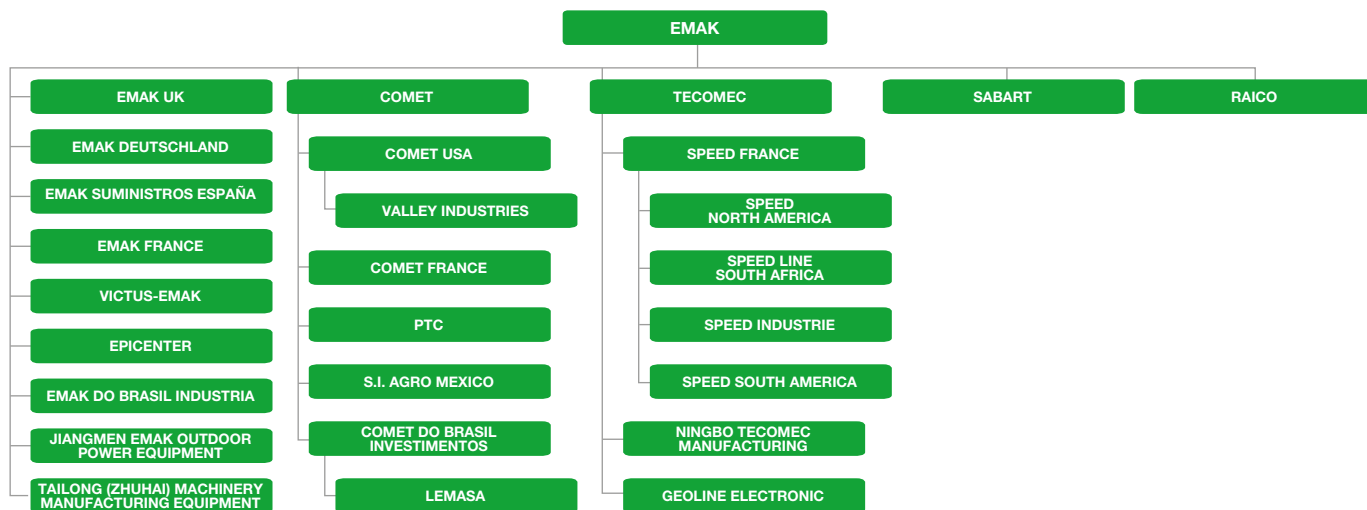 EMAK
EMAK UK
EMAK DEUTSCHLAND
EMAK SUMINISTROS ESPAÑA
EMAK FRANCE
VICTUS-EMAK
EPICENTER
EMAK DO BRASIL INDUSTRIA
JIANGMEN EMAK OUTDOOR
POWER EQUIPMENT
TAILONG (ZHUHAI) MACHINERY
MANUFACTURING EQUIPMENT
COMET
COMET USA
VALLEY INDUSTRIES
COMET FRANCE
PTC
S.I. AGRO MEXICO
COMET DO BRASIL
INVESTIMENTOS
LEMASA
TECOMEC
SPEED FRANCE
SPEED
NORTH AMERICA
SPEED LINE
SOUTH AFRICA
SPEED INDUSTRIE
SPEED SOUTH AMERICA
NINGBO TECOMEC
MANUFACTURING
GEOLINE ELECTRONIC
SABART
RAICO